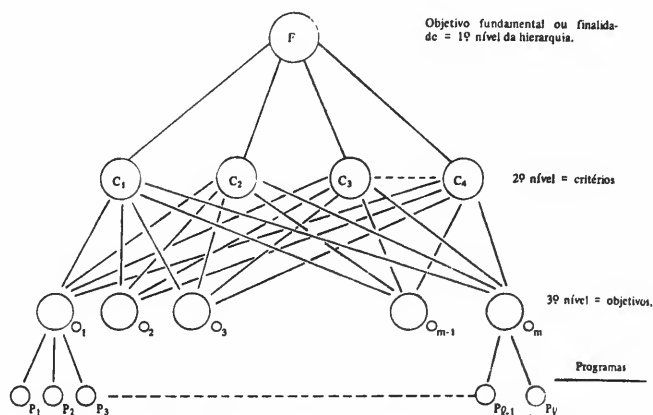 F
Objetivo fundamental ou finalida-
de = 1º nível da hierarquia.
C1 C2 C3 C4
2º nível = critérios
3º nível = objetivos,
O1 O2 O3 Om-1 Om
Programas
P1 P2 P3 Pℓ-1 Pℓ